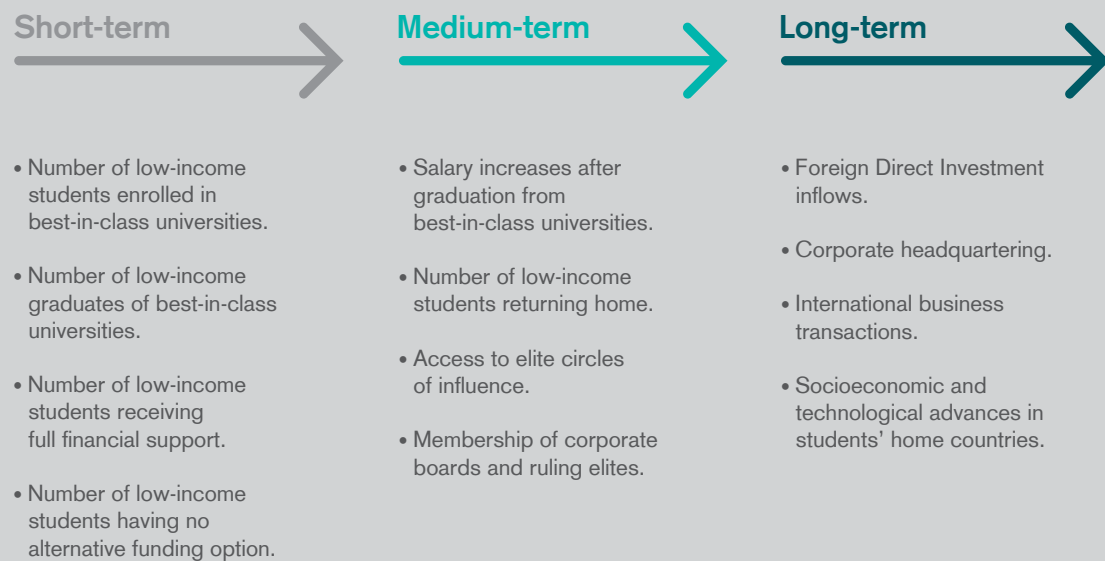 Short-term
• Number of low-income
students enrolled in
best-in-class universities.
• Number of low-income
graduates of best-in-class
universities.
• Number of low-income
students receiving
full financial support.
• Number of low-income
students having no
alternative funding option.
Medium-term
• Salary increases after
graduation from
best-in-class universities.
• Number of low-income
students returning home.
• Access to elite circles
of influence.
• Membership of corporate
boards and ruling elites.
Long-term
• Foreign Direct Investment
inflows.
• Corporate headquartering.
• International business
transactions.
• Socioeconomic and
technological advances in
students’ home countries.